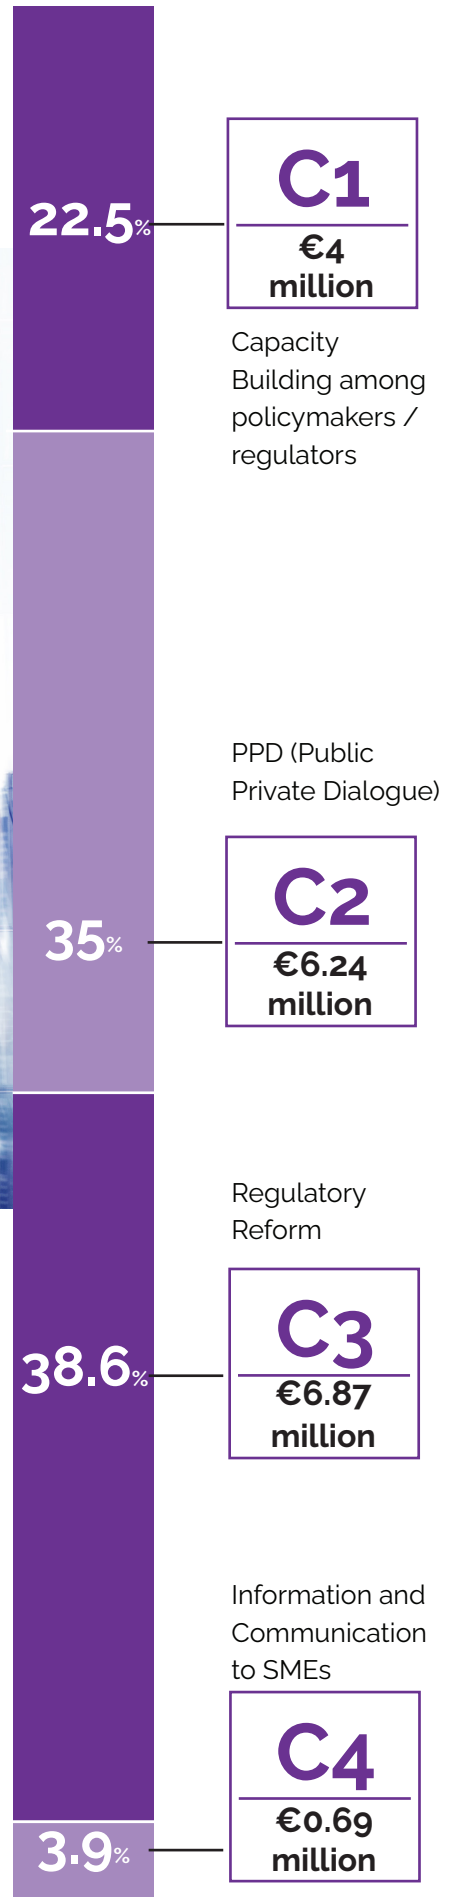 22.5%
C1
€4
million
Capacity
Building among
policymakers /
regulators
PPD (Public
Private Dialogue)
35%
C2
€6.24
million
Regulatory
Reform
38.6%
C3
€6.87
million
Information and
Communication
to SMEs
3.9%
C4
€0.69
million